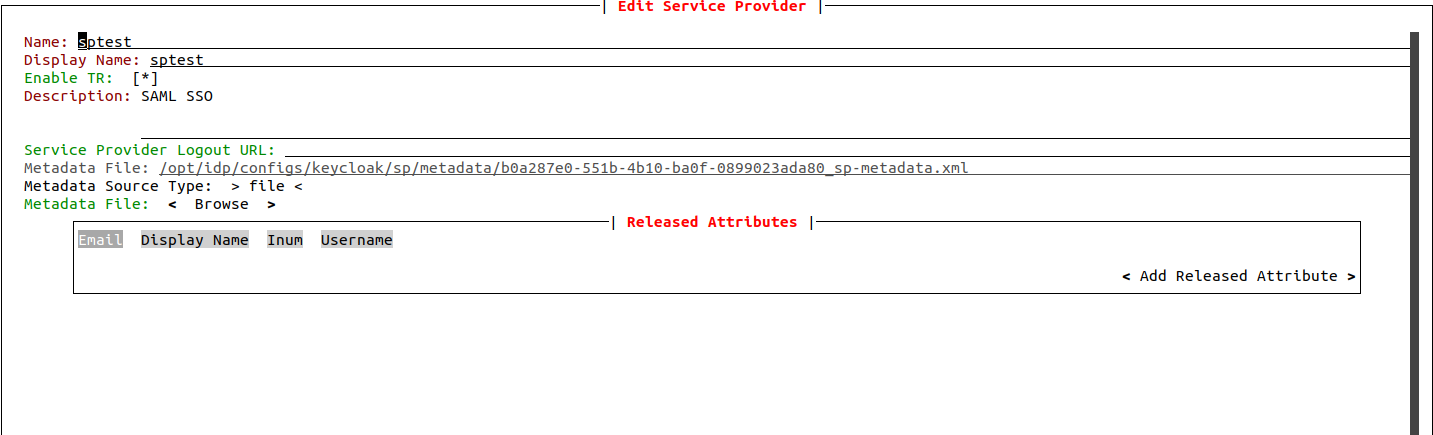 | Edit Service Provider |
Name: sptest
Display Name: sptest
Enable TR: [*]
Description: SAML SSO
Service Provider Logout URL:
Metadata File: /opt/idp/configs/keycloak/sp/metadata/b0a287e0-551b-4b10-ba0f-0899023ada80_sp-metadata.xml
Metadata Source Type: > file <
Metadata File: < Browse >
| Released Attributes |
Email Display Name Inum Username
< Add Released Attribute >